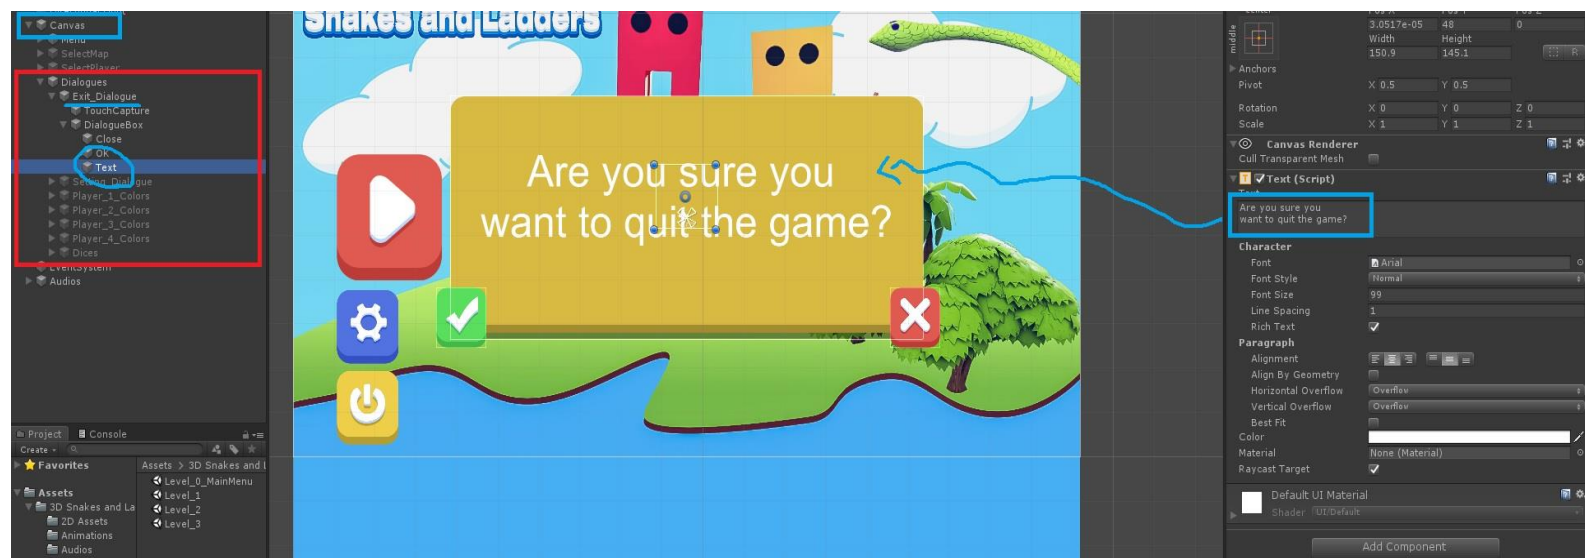 Canvas
Menu
SelectMap
SelectPlayer
Dialogues
Exit_Dialogue
TouchCapture
DialogueBox
Close
OK
Text
Setting_Dialogue
Player_1_Colors
Player_2_Colors
Player_3_Colors
Player_4_Colors
Dices
EventSystem
Audios
Project Console
Create
Favorites
Assets
3D Snakes and La
2D Assets
Animations
Audios
Assets > 3D Snakes and L
Level_0_MainMenu
Level_1
Level_2
Level_3
Snakes and Ladders
Are you sure you
want to quit the game?
center Pos X Pos Y Pos Z
middle
3.0517e-05 48 0
Width Height
150.9 145.1 R
Anchors
Pivot X 0.5 Y 0.5
Rotation X 0 Y 0 Z 0
Scale X 1 Y 1 Z 1
Canvas Renderer
Cull Transparent Mesh
Text (Script)
Text
Are you sure you
want to quit the game?
Character
Font Arial
Font Style Normal
Font Size 99
Line Spacing 1
Rich Text
Paragraph
Alignment
Align By Geometry
Horizontal Overflow Overflow
Vertical Overflow Overflow
Best Fit
Color
Material None (Material)
Raycast Target
Default UI Material
Shader UI/Default
Add Component